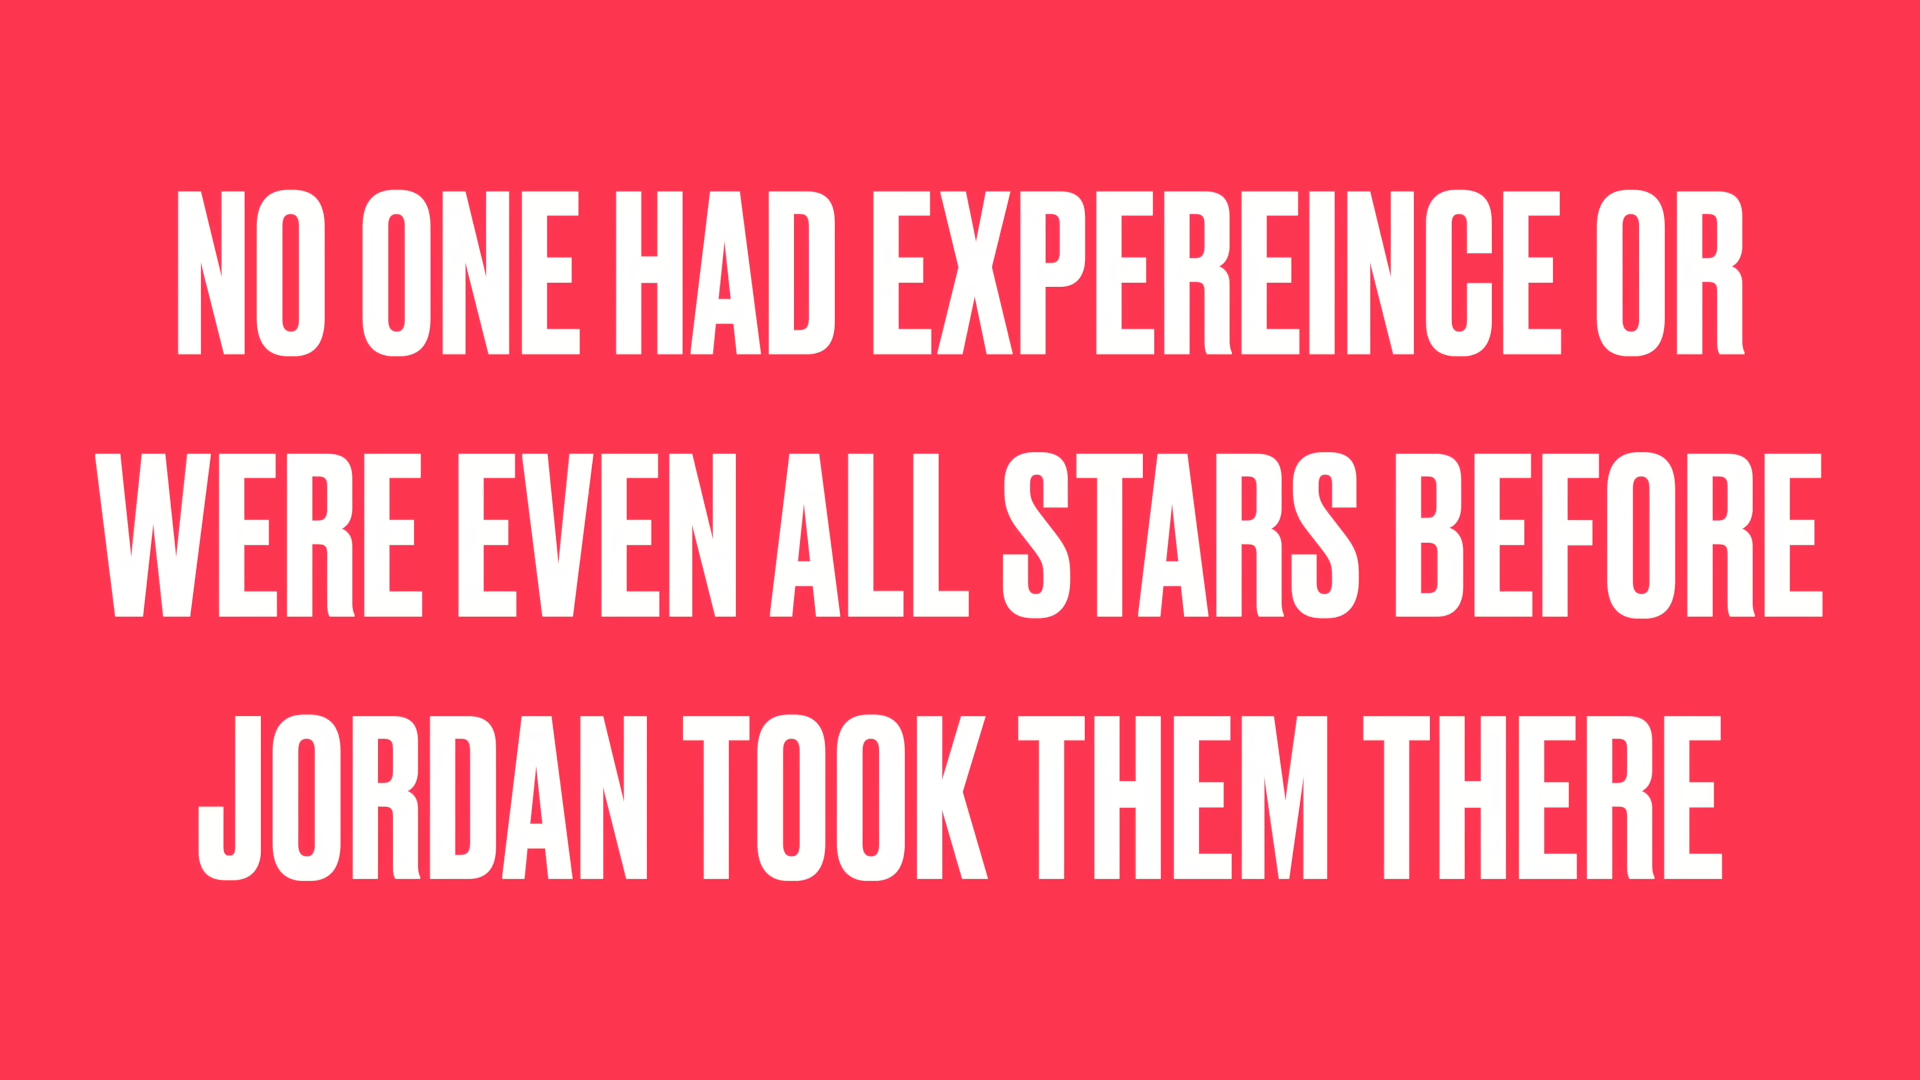 NO ONE HAD EXPEREINCE OR
WERE EVEN ALL STARS BEFORE
JORDAN TOOK THEM THERE